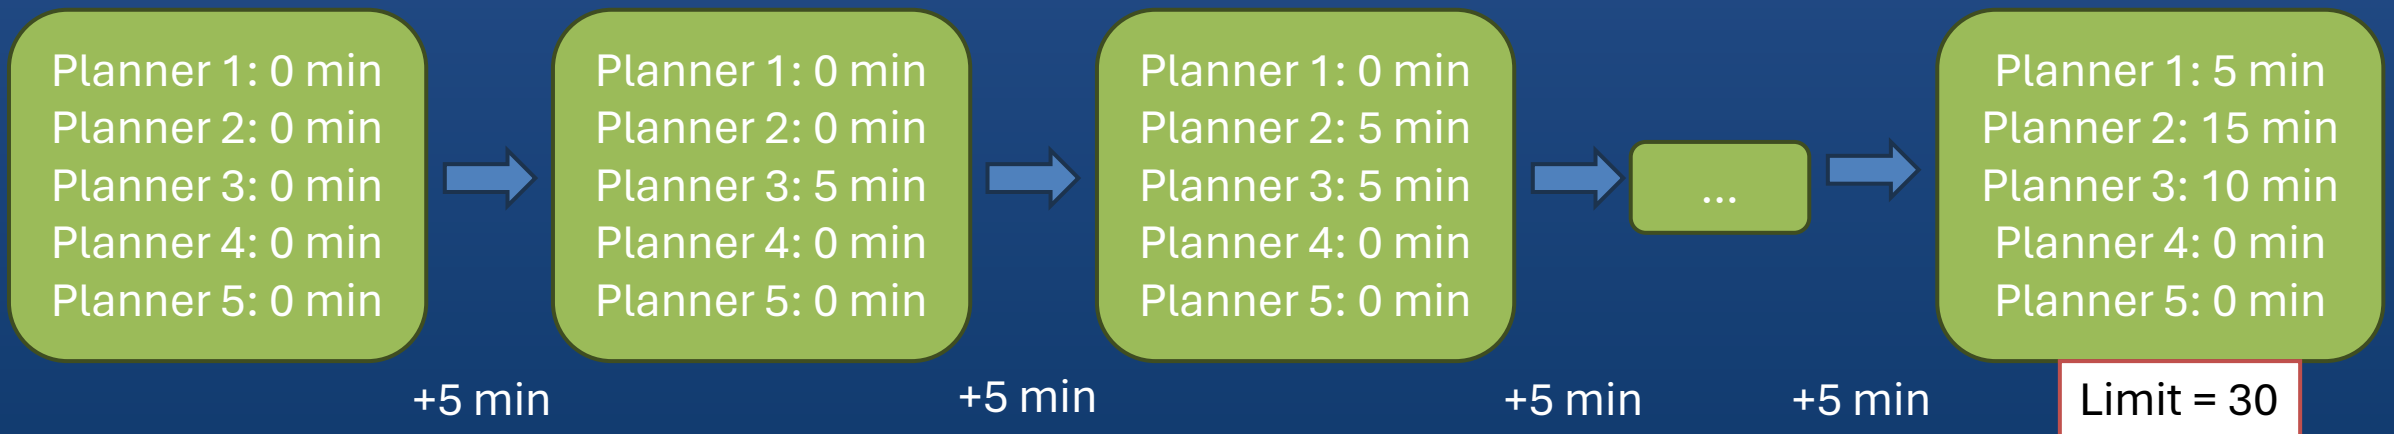 Planner 1: 0 min
Planner 2: 0 min
Planner 3: 0 min
Planner 4: 0 min
Planner 5: 0 min
+5 min
Planner 1: 0 min
Planner 2: 0 min
Planner 3: 5 min
Planner 4: 0 min
Planner 5: 0 min
+5 min
Planner 1: 0 min
Planner 2: 5 min
Planner 3: 5 min
Planner 4: 0 min
Planner 5: 0 min
+5 min
...
+5 min
Planner 1: 5 min
Planner 2: 15 min
Planner 3: 10 min
Planner 4: 0 min
Planner 5: 0 min
Limit = 30